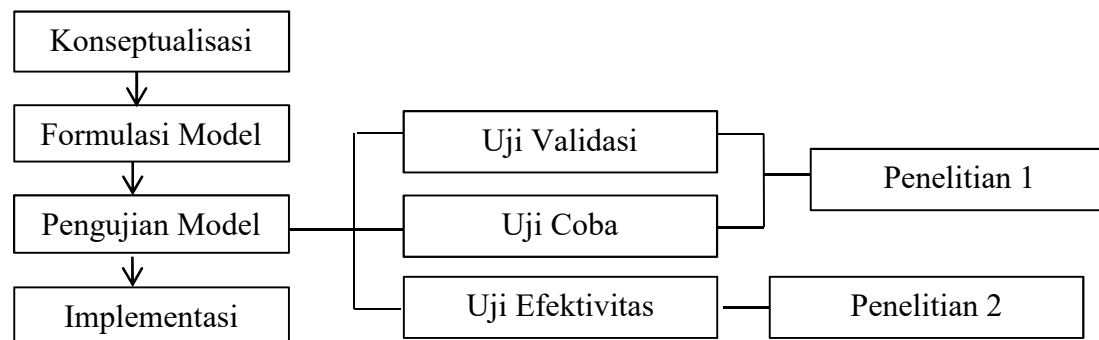 Konseptualisasi
Formulasi Model
Pengujian Model
Implementasi
Uji Validasi
Uji Coba
Uji Efektivitas
Penelitian 1
Penelitian 2